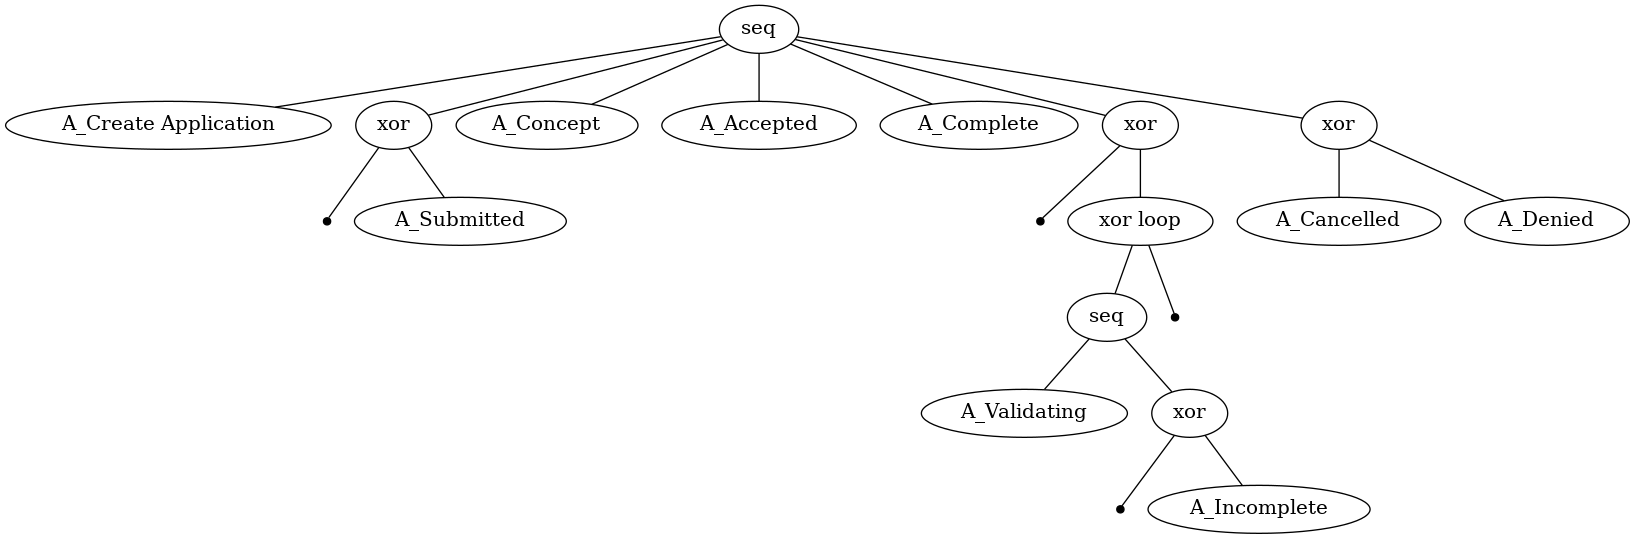 seq
A_Create Application
xor
A_Concept
A_Accepted
A_Complete
xor
xor
A_Submitted
xor loop
A_Cancelled
A_Denied
seq
A_Validating
xor
A_Incomplete